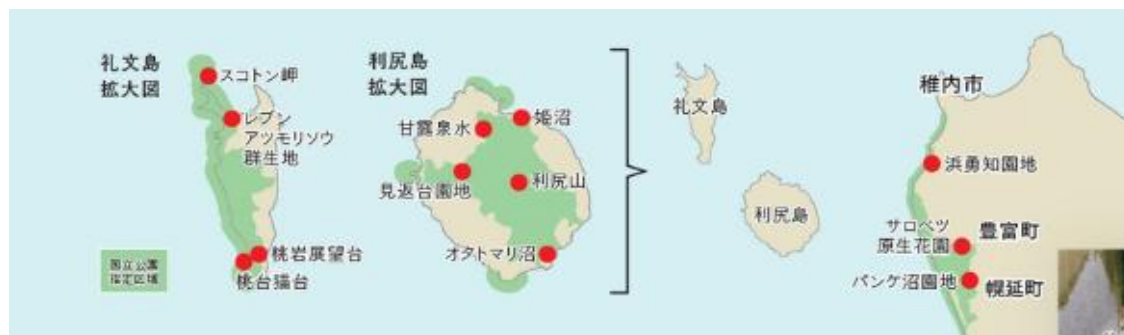 礼文島
拡大図
スコトン岬
レブン
アツモリソウ
群生地
桃岩展望台
桃台猫台
国立公園
指定区域
利尻島
拡大図
甘露泉水
姫沼
見返台園地
利尻山
オタトマリ沼
礼文島
利尻島
稚内市
浜勇知園地
サロベツ
原生花園
豊富町
パンケ沼園地
幌延町